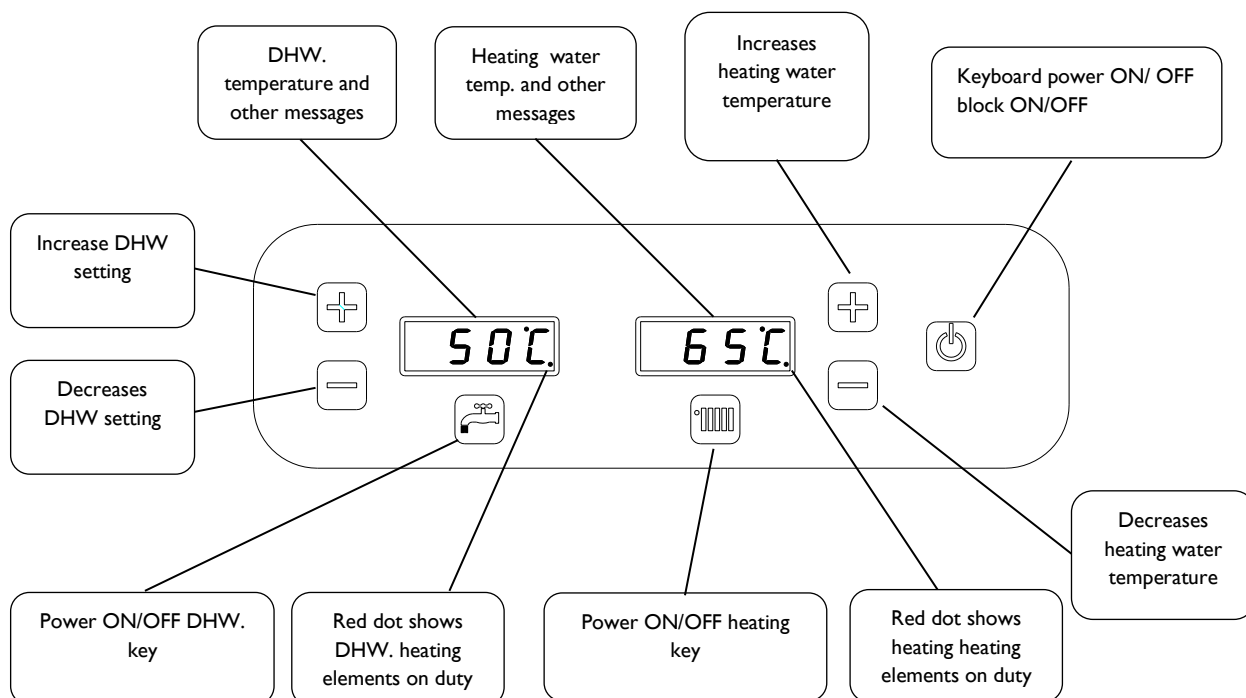 DHW.
temperature and
other messages
Heating water
temp. and other
messages
Increases
heating water
temperature
Keyboard power ON/ OFF
block ON/OFF
Increase DHW
setting
Decreases
DHW setting
50°C.
65°C.
Decreases
heating water
temperature
Power ON/OFF DHW.
key
Red dot shows
DHW. heating
elements on duty
Power ON/OFF heating
key
Red dot shows
heating heating
elements on duty